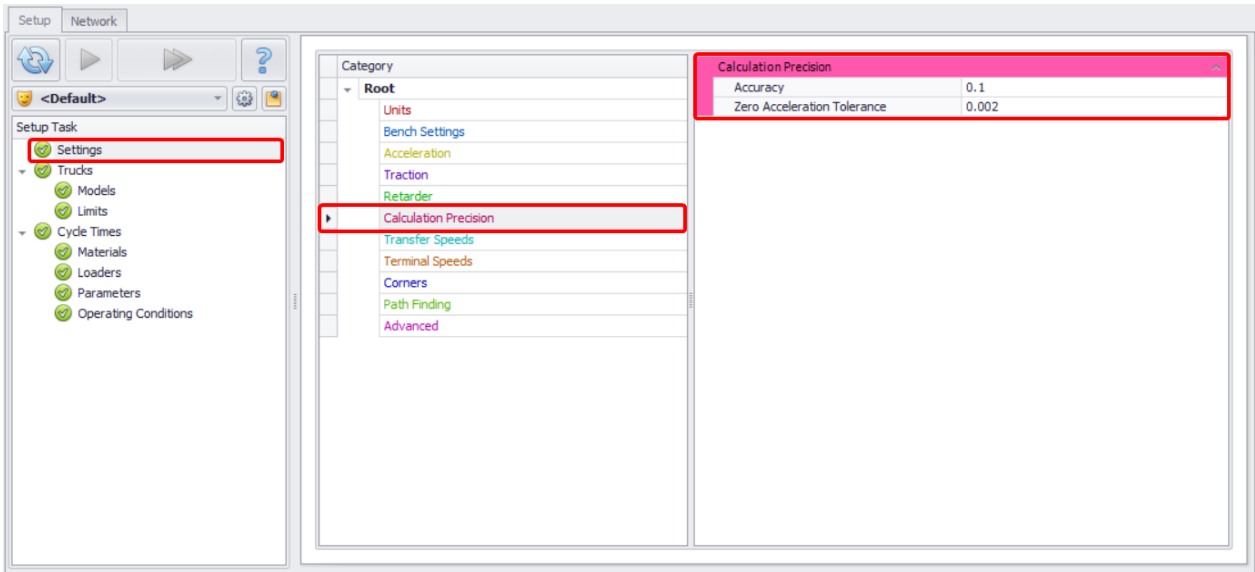 Setup
Network
<Default>
Setup Task
Settings
Trucks
Models
Limits
Cycle Times
Materials
Loaders
Parameters
Operating Conditions
Category
Root
Units
Bench Settings
Acceleration
Traction
Retarder
Calculation Precision
Transfer Speeds
Terminal Speeds
Corners
Path Finding
Advanced
Calculation Precision
Accuracy 0.1
Zero Acceleration Tolerance 0.002